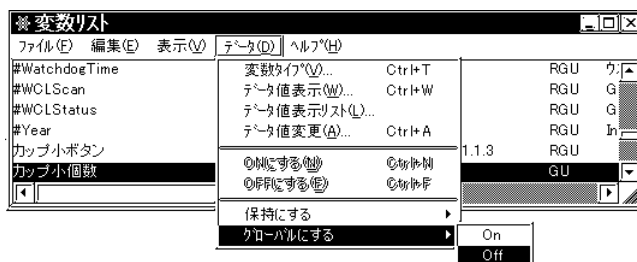 変数リスト
ファイル(F) 編集(E) 表示(V) データ(D) ヘルプ(H)
#WatchdogTime 変数タイプ(V)... Ctrl+T RGU
#WCLScan データ値表示(W)... Ctrl+W RGU G
#WCLStatus データ値表示リスト(L)... RGU G
#Year データ値変更(A)... Ctrl+A RGU In
カップ小ボタン 1.1.3 RGU
ONにする(N) Ctrl+N
カップ小個数 GU
OFFにする(F) Ctrl+F
保持にする
グローバルにする On
Off